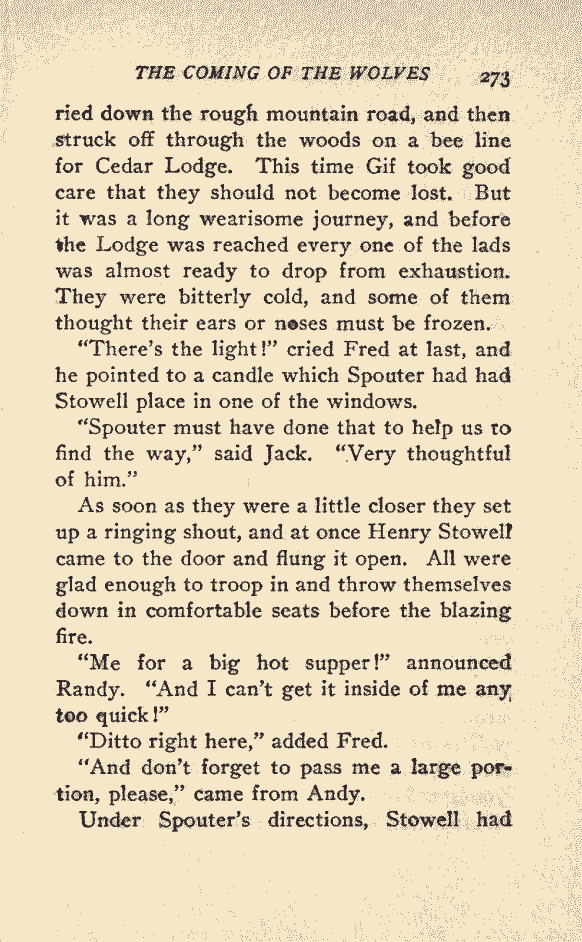 THE COMING OF THE WOLVES 273
ried down the rough mountain road, and then
struck off through the woods on a bee line
for Cedar Lodge. This time Gif took good
care that they should not become lost. But
it was a long wearisome journey, and before
the Lodge was reached every one of the lads
was almost ready to drop from exhaustion.
They were bitterly cold, and some of them
thought their ears or noses must be frozen.
"There's the light!" cried Fred at last, and
he pointed to a candle which Spouter had had
Stowell place in one of the windows.
"Spouter must have done that to help us to
find the way," said Jack. "Very thoughtful
of him."
As soon as they were a little closer they set
up a ringing shout, and at once Henry Stowell
came to the door and flung it open. All were
glad enough to troop in and throw themselves
down in comfortable seats before the blazing
fire.
"Me for a big hot supper!" announced
Randy. "And I can't get it inside of me any
too quick!"
"Ditto right here," added Fred.
"And don't forget to pass me a large por-
tion, please," came from Andy.
Under Spouter's directions, Stowell had